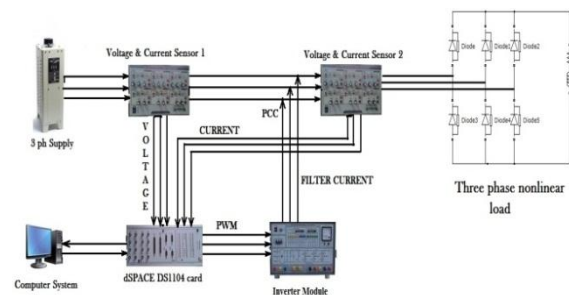 Voltage & Current Sensor 1
Voltage & Current Sensor 2
Diode
Diode1
Diode2
3 ph Supply
PCC
VOLTAGE
CURRENT
Diode3
Diode4
Diode5
FILTER CURRENT
Three phase nonlinear
load
PWM
Computer System
dSPACE DS1104 card
Inverter Module